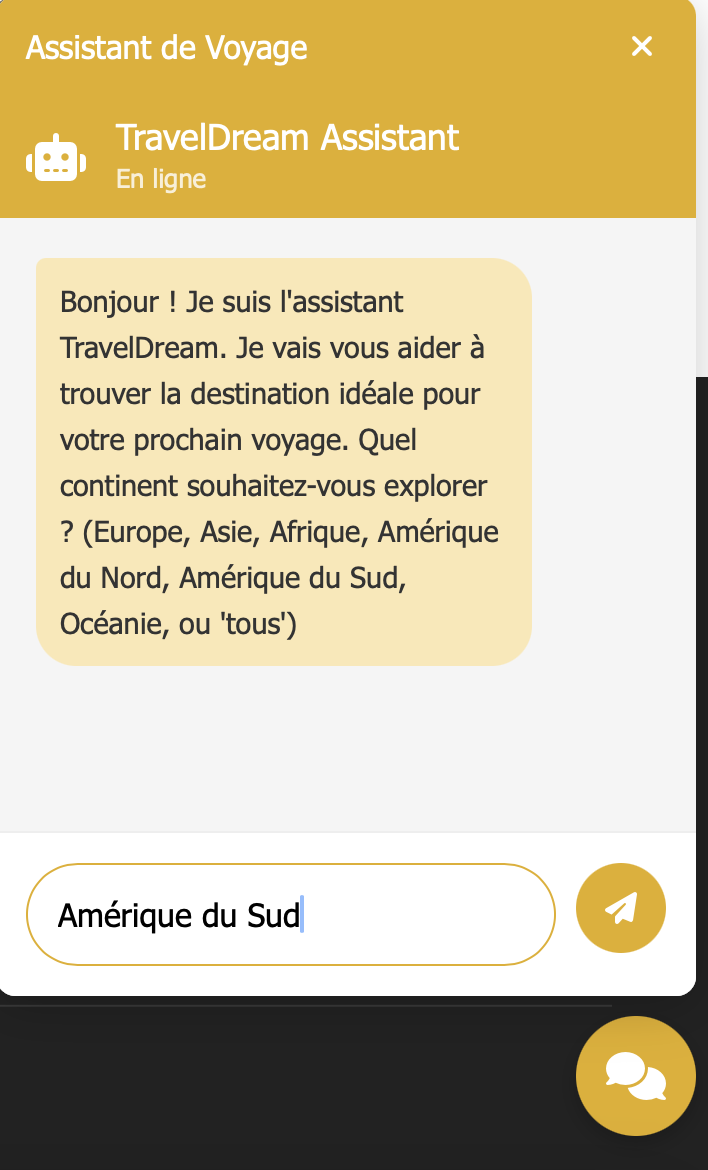 Assistant de Voyage
TravelDream Assistant
En ligne
Bonjour ! Je suis l'assistant
TravelDream. Je vais vous aider à
trouver la destination idéale pour
votre prochain voyage. Quel
continent souhaitez-vous explorer
? (Europe, Asie, Afrique, Amérique
du Nord, Amérique du Sud,
Océanie, ou 'tous')
Amérique du Sud